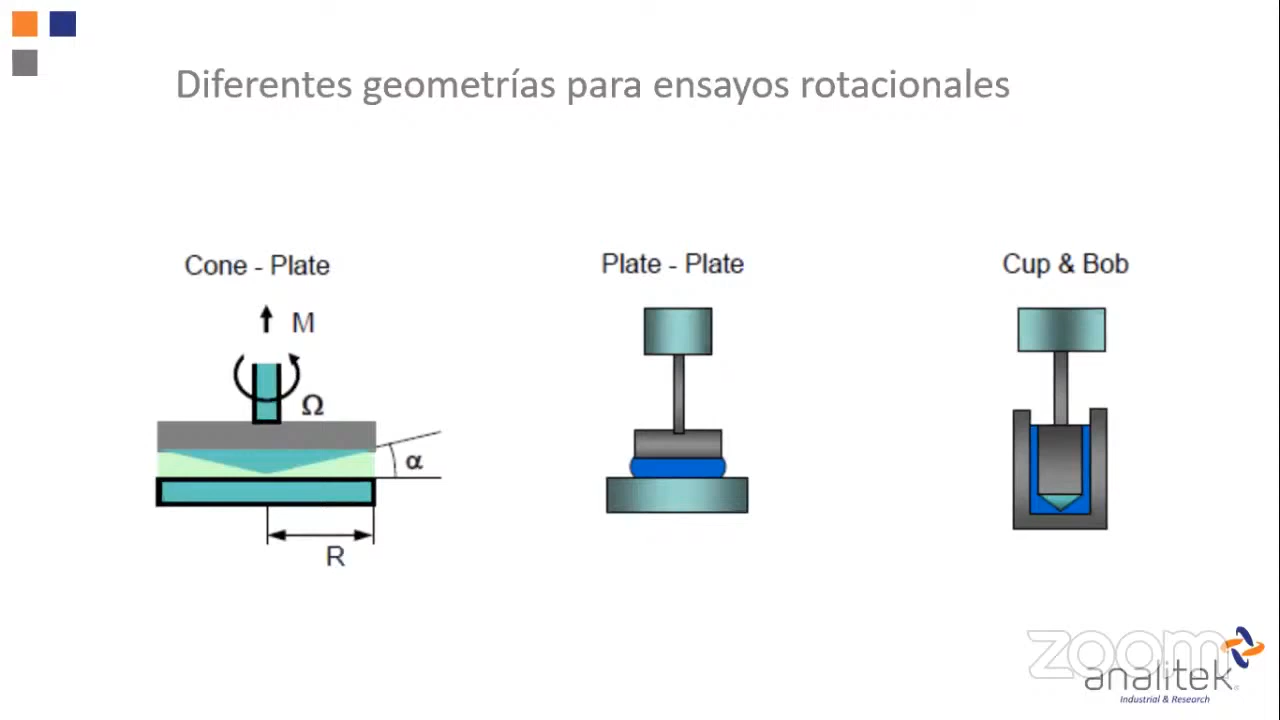 Diferentes geometrías para ensayos rotacionales
Cone - Plate
Plate - Plate
Cup & Bob
M
Ω
α
R
zoom
analitek
Industrial & Research